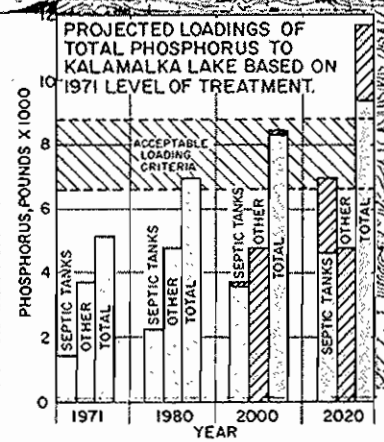 12
PROJECTED LOADINGS OF
TOTAL PHOSPHORUS TO
KALAMALKA LAKE BASED ON
1971 LEVEL OF TREATMENT.
10
8
6
4
2
0
PHOSPHORUS, POUNDS X1000
ACCEPTABLE
LOADING
CRITERIA
SEPTIC TANKS
OTHER
TOTAL
SEPTIC TANKS
OTHER
TOTAL
SEPTIC TANKS
OTHER
TOTAL
SEPTIC TANKS
OTHER
TOTAL
1971 1980 2000 2020
YEAR